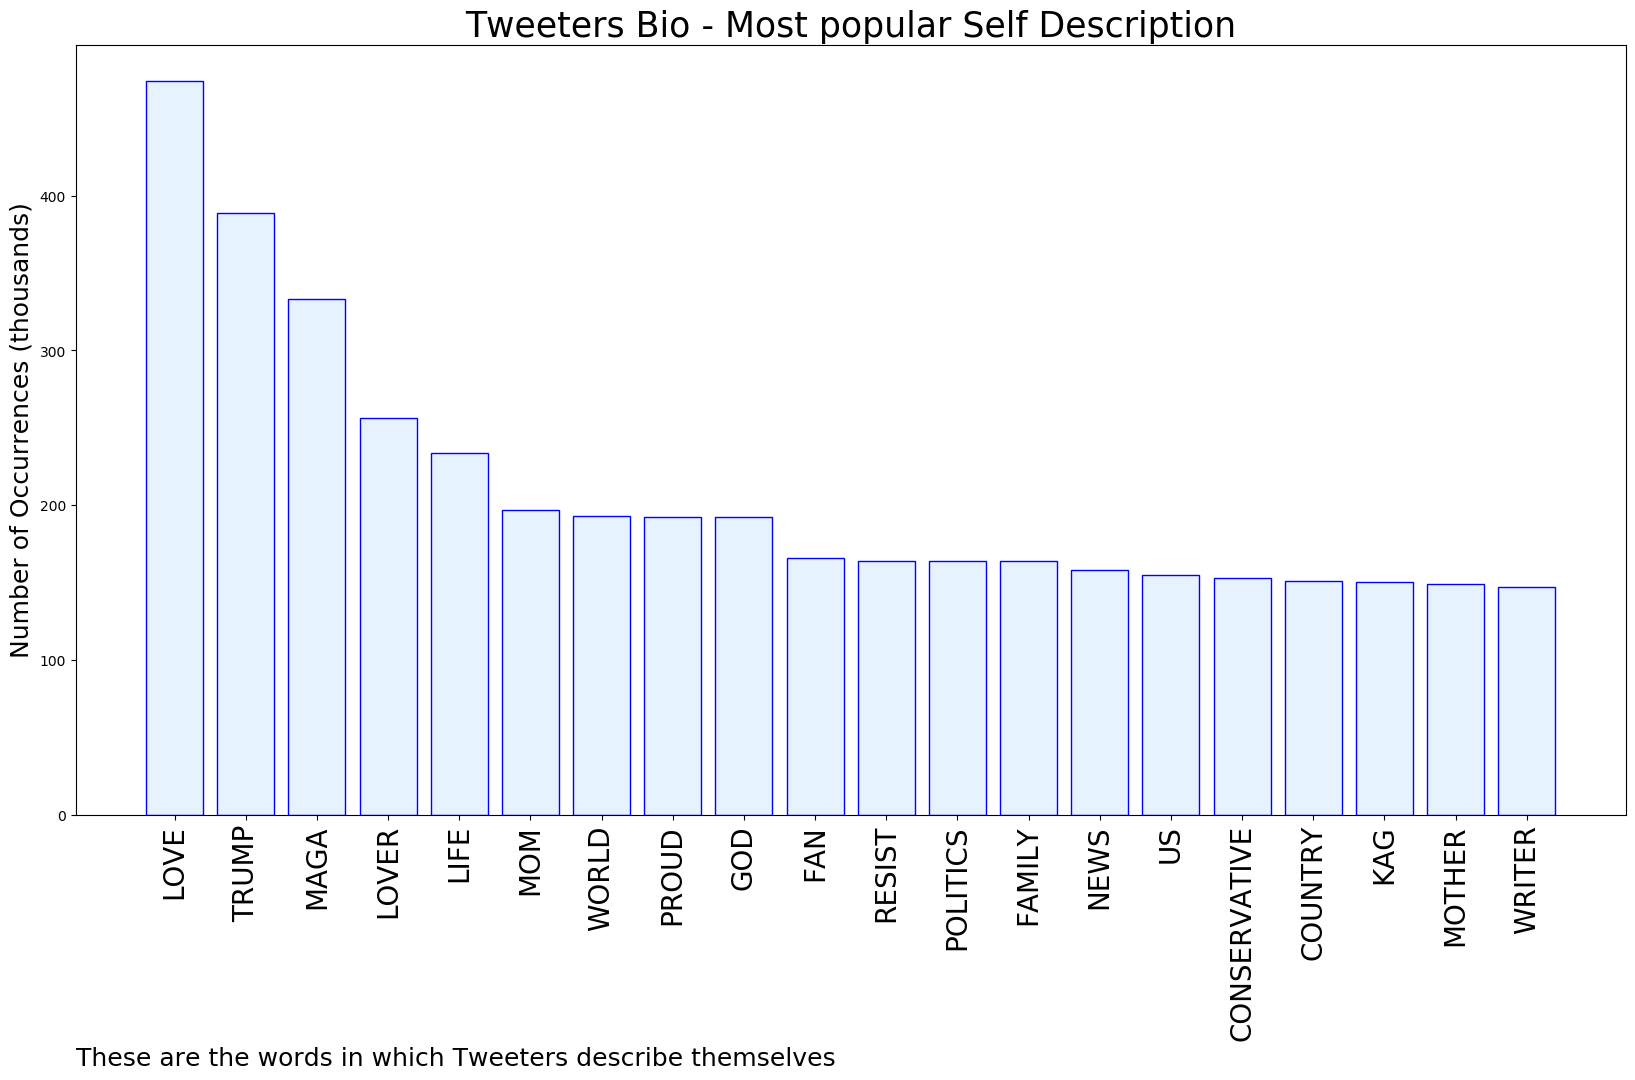 Tweeters Bio - Most popular Self Description
Number of Occurrences (thousands)
400
300
200
100
0
LOVE
TRUMP
MAGA
LOVER
LIFE
MOM
WORLD
PROUD
GOD
FAN
RESIST
POLITICS
FAMILY
NEWS
US
CONSERVATIVE
COUNTRY
KAG
MOTHER
WRITER
These are the words in which Tweeters describe themselves